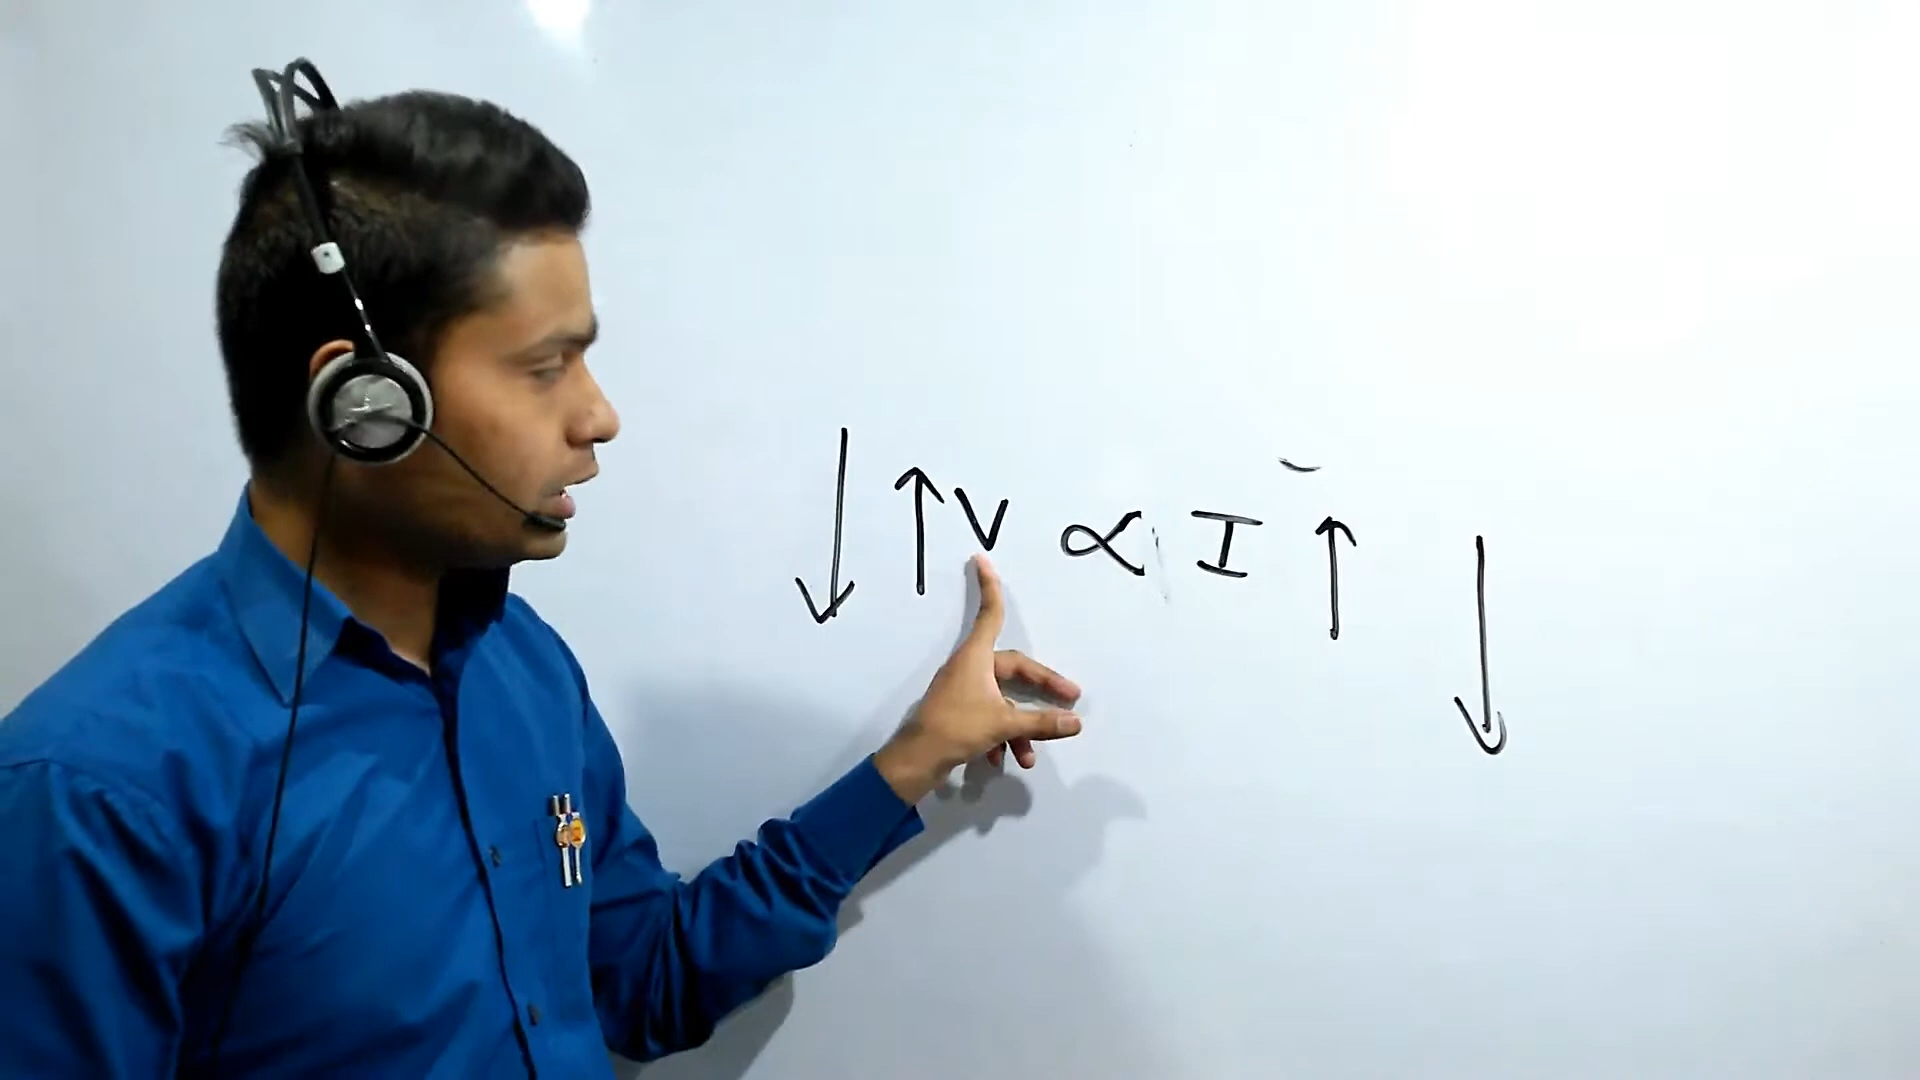 ↓ ↑ V ∝ I ↑ ↓